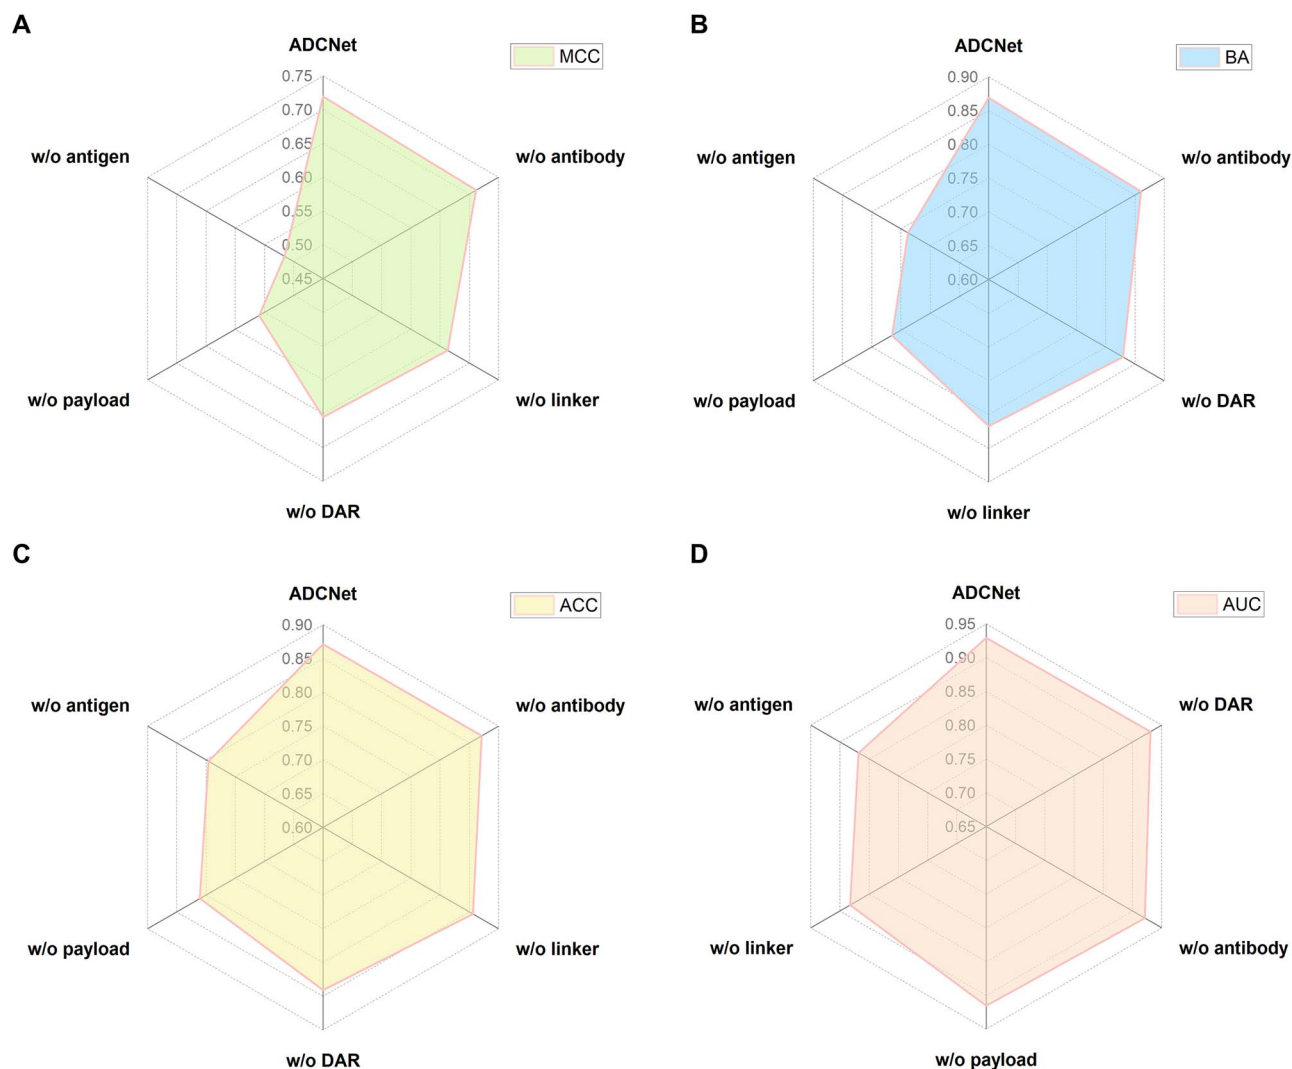 A
ADCNet
MCC
0.75
0.70
0.65
0.60
0.55
0.50
0.45
w/o antigen
w/o antibody
w/o payload
w/o linker
w/o DAR
B
ADCNet
BA
0.90
0.85
0.80
0.75
0.70
0.65
0.60
w/o antigen
w/o antibody
w/o payload
w/o DAR
w/o linker
C
ADCNet
ACC
0.90
0.85
0.80
0.75
0.70
0.65
0.60
w/o antigen
w/o antibody
w/o payload
w/o linker
w/o DAR
D
ADCNet
AUC
0.95
0.90
0.85
0.80
0.75
0.70
0.65
w/o antigen
w/o DAR
w/o linker
w/o antibody
w/o payload